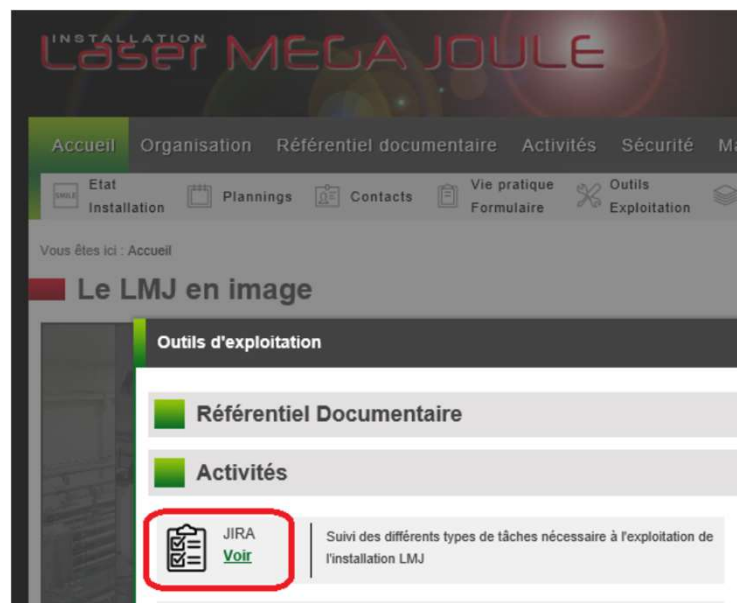 INSTALLATION
Laser MEGA JOULE
Accueil Organisation Référentiel documentaire Activités Sécurité
Etat Installation Plannings Contacts Vie pratique Formulaire Outils Exploitation
Vous êtes ici : Accueil
Le LMJ en image
Outils d'exploitation
Référentiel Documentaire
Activités
JIRA
Voir
Suivi des différents types de tâches nécessaire à l'exploitation de
l'installation LMJ